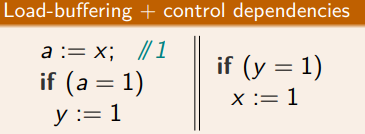 Load-buffering + control dependencies
a := x; //1
if (a = 1)
y := 1
if (y = 1)
x := 1